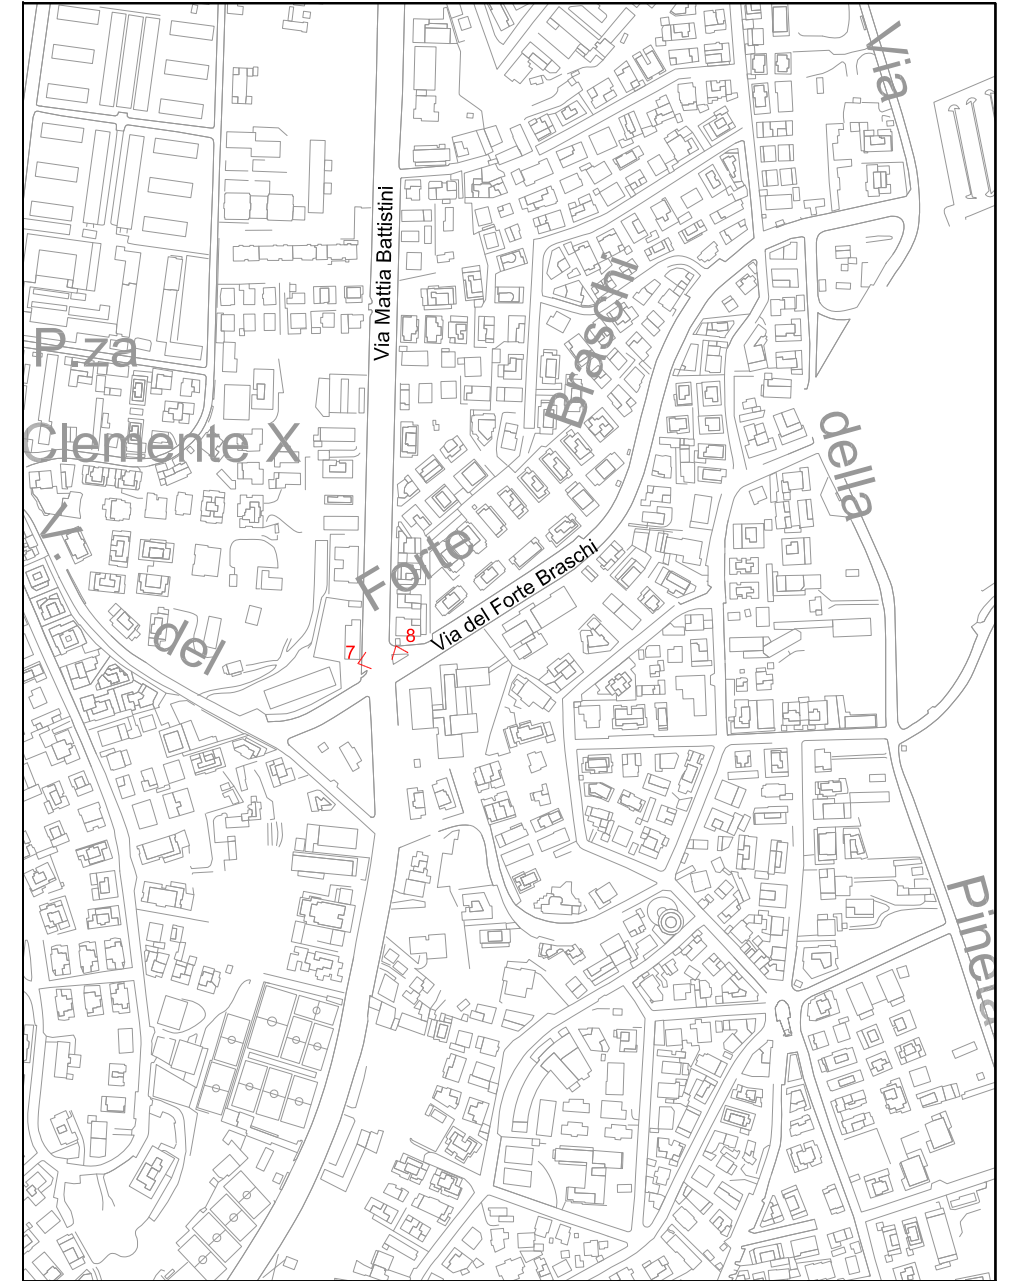 Via
della
Pineta
Via Mattia Battistini
Forte
Braschi
P.za
Clemente X
V.
del
Via del Forte Braschi
7
8